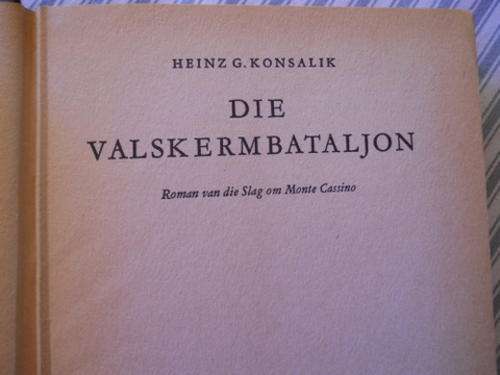 HEINZ G. KONSALIK
DIE
VALSKERMBATALJON
Roman van die Slag om Monte Cassino